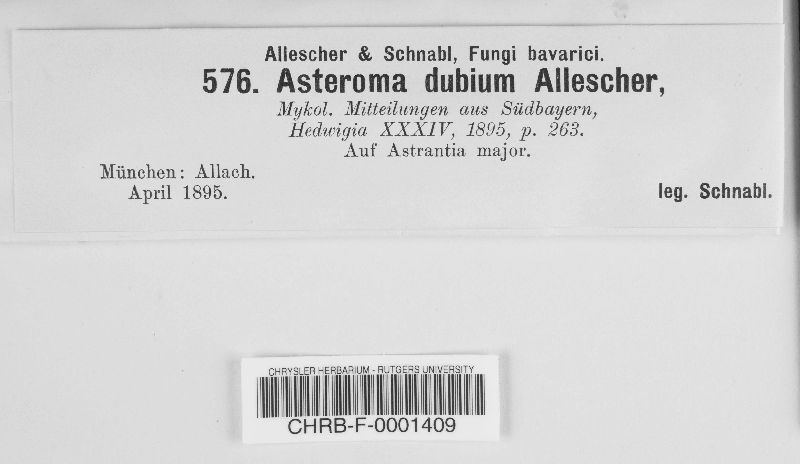 Allescher & Schnabl, Fungi bavarici.
576. Asteroma dubium Allescher,
Mykol. Mitteilungen aus Südbayern,
Hedwigia XXXIV, 1895, p. 263.
Auf Astrantia major.
München: Allach.
April 1895.
leg. Schnabl.
CHRYSLER HERBARIUM - RUTGERS UNIVERSITY
CHRB-F-0001409